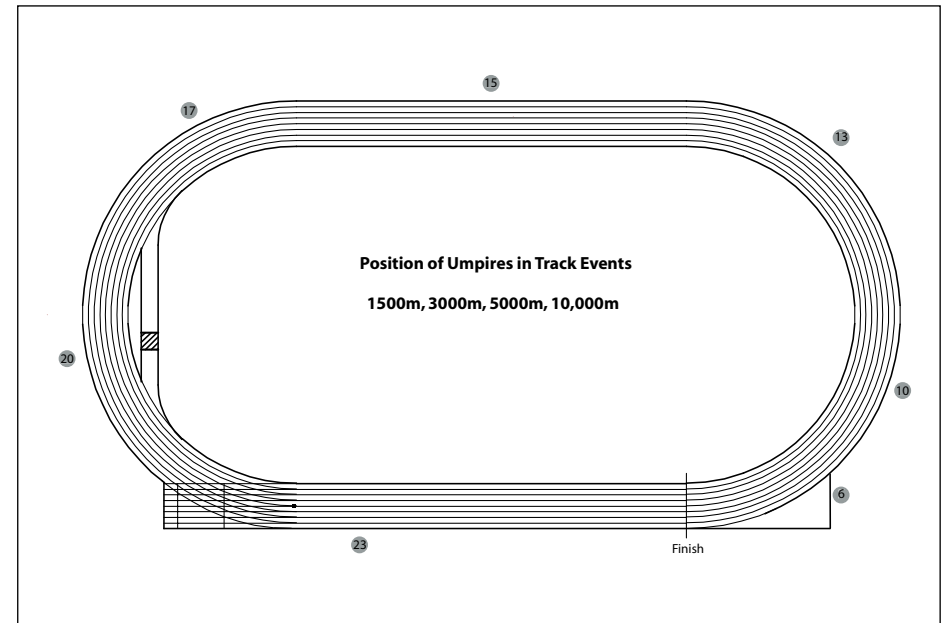 15
17
13
Position of Umpires in Track Events
1500m, 3000m, 5000m, 10,000m
20
10
6
23
Finish